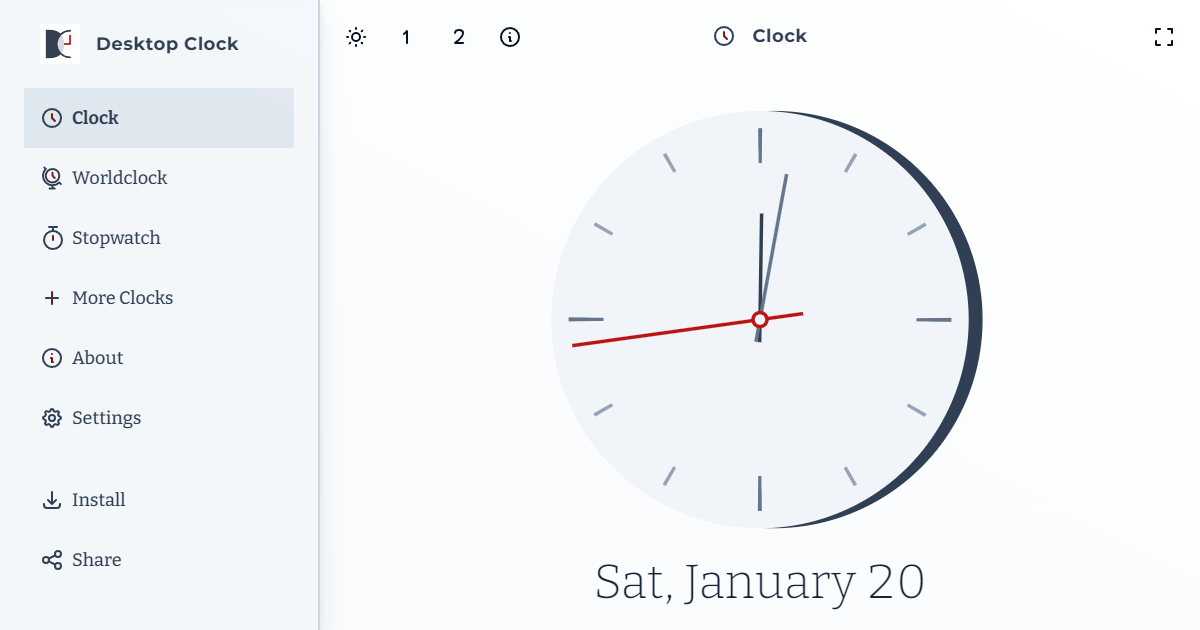 Desktop Clock
1 2
Clock
Clock
Worldclock
Stopwatch
More Clocks
About
Settings
Install
Share
Sat, January 20